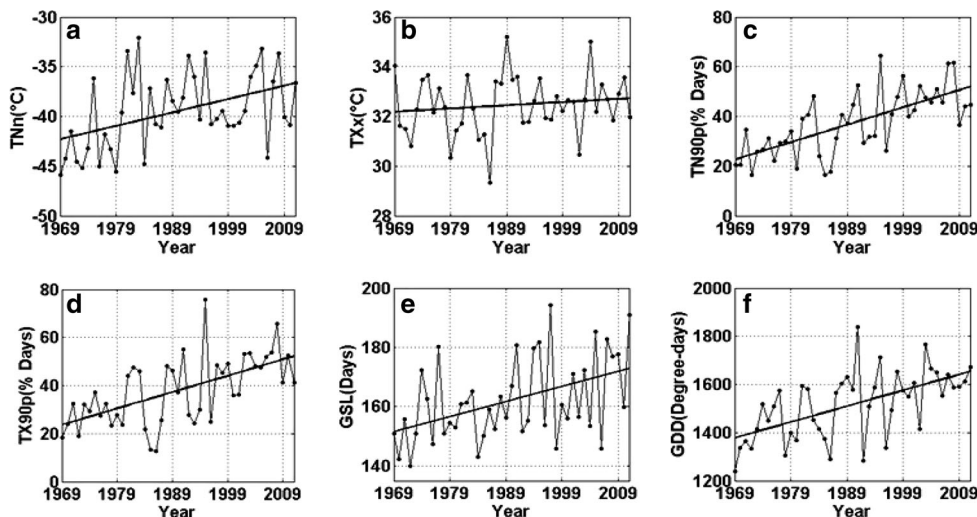 a
TNn(°C)
-30
-35
-40
-45
-50
1969 1979 1989 1999 2009
Year
b
TXx(°C)
36
34
32
30
28
1969 1979 1989 1999 2009
Year
c
TN90p(% Days)
80
60
40
20
0
1969 1979 1989 1999 2009
Year
d
TX90p(% Days)
80
60
40
20
0
1969 1979 1989 1999 2009
Year
e
GSL(Days)
200
180
160
140
1969 1979 1989 1999 2009
Year
f
GDD(Degree-days)
2000
1800
1600
1400
1200
1969 1979 1989 1999 2009
Year